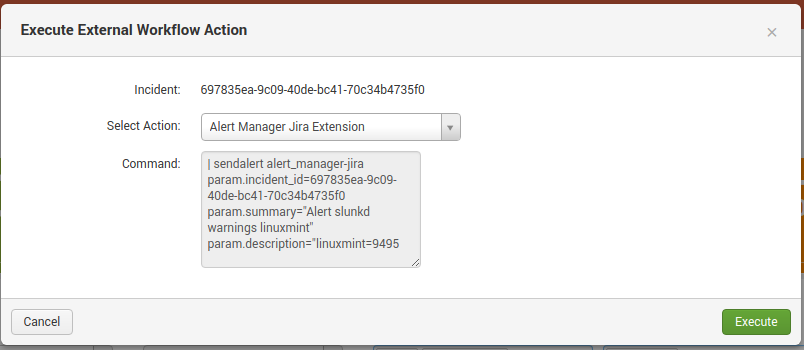 Execute External Workflow Action
×
Incident: 697835ea-9c09-40de-bc41-70c34b4735f0
Select Action: Alert Manager Jira Extension
Command: | sendalert alert_manager-jira
param.incident_id=697835ea-9c09-
40de-bc41-70c34b4735f0
param.summary="Alert slunkd
warnings linuxmint"
param.description="linuxmint=9495
Cancel Execute